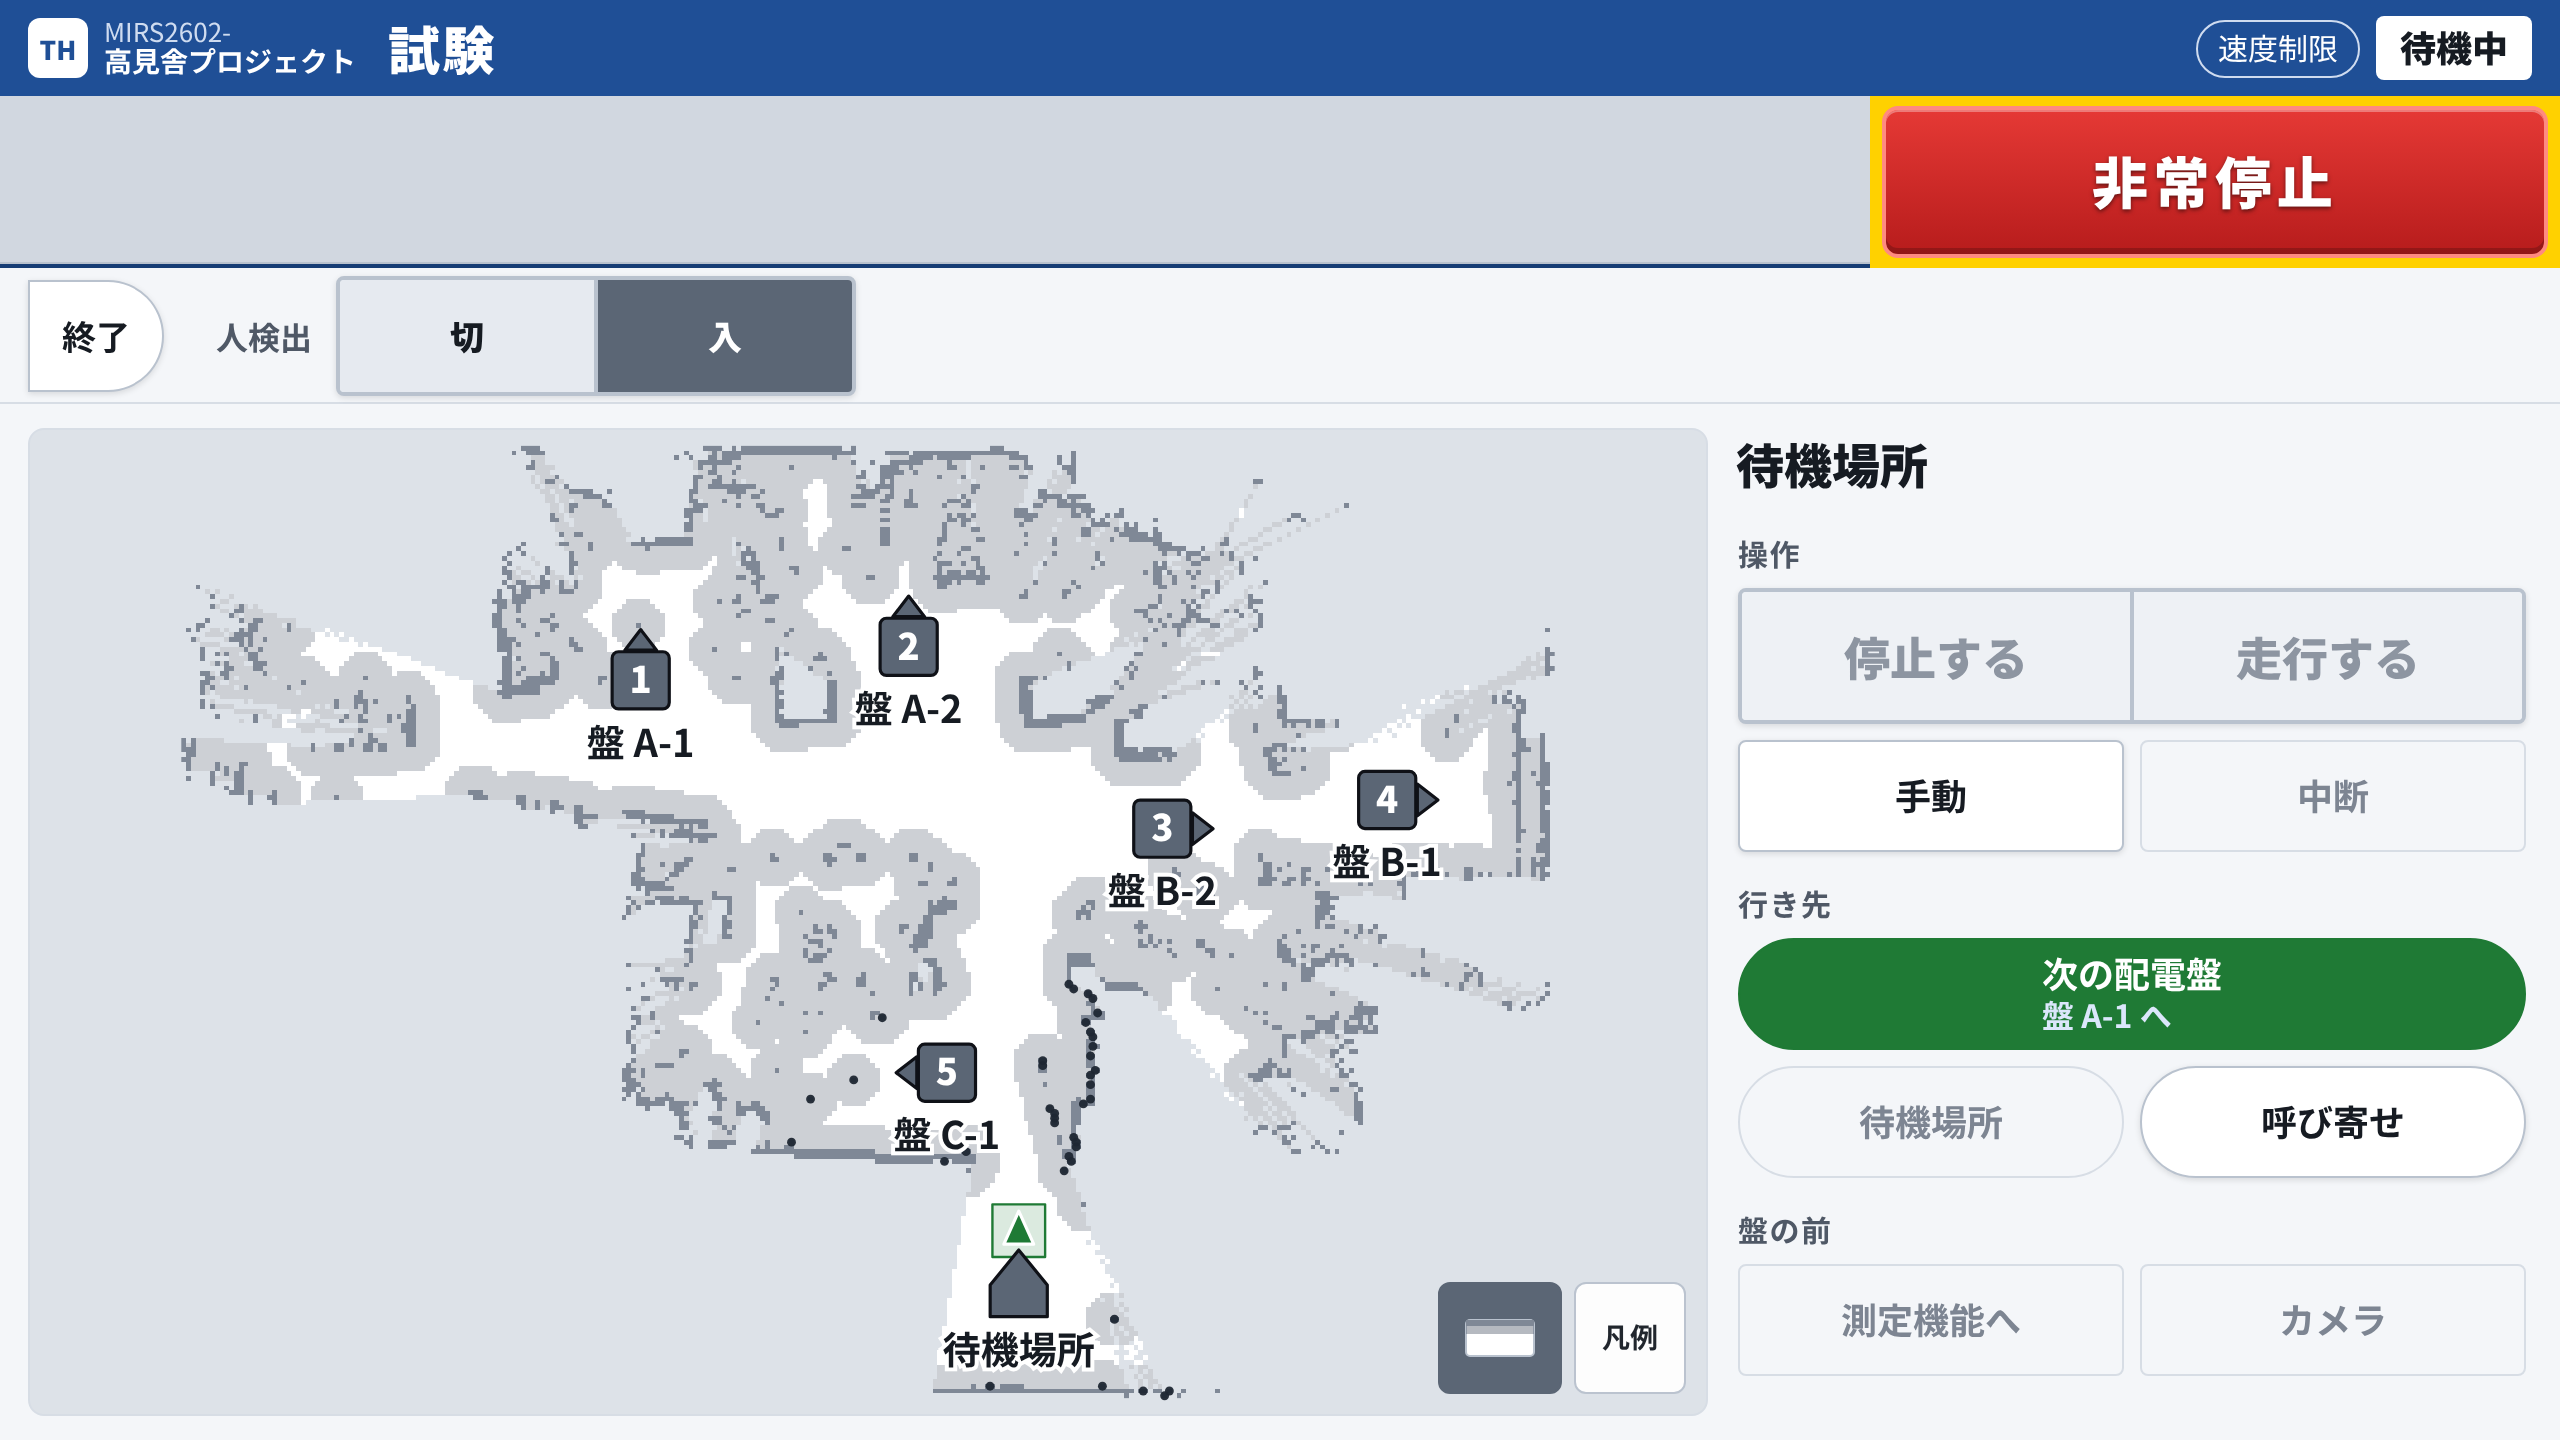 TH
MIRS2602-
高見舎プロジェクト
試験
速度制限
待機中
非常停止
終了
人検出
切
入
1
盤 A-1
2
盤 A-2
3
盤 B-2
4
盤 B-1
5
盤 C-1
待機場所
凡例
待機場所
操作
停止する
走行する
手動
中断
行き先
次の配電盤
盤 A-1 へ
待機場所
呼び寄せ
盤の前
測定機能へ
カメラ